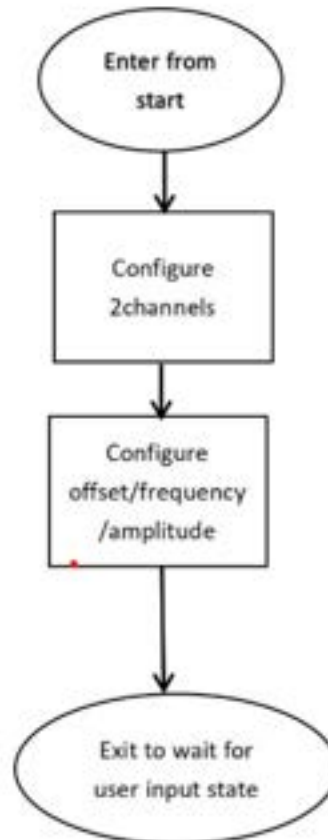 Enter from
start
Configure
2channels
Configure
offset/frequency
/amplitude
Exit to wait for
user input state